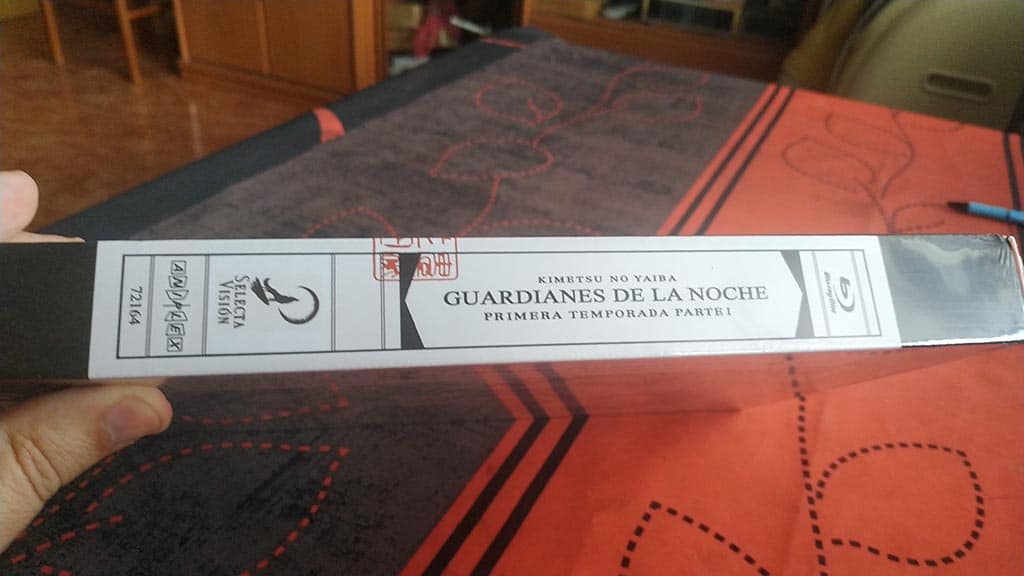 72164
ANIPLEX
SELECTA
VISIÓN
KIMETSU NO YAIBA
GUARDIANES DE LA NOCHE
PRIMERA TEMPORADA PARTE 1
Blu-ray Disc